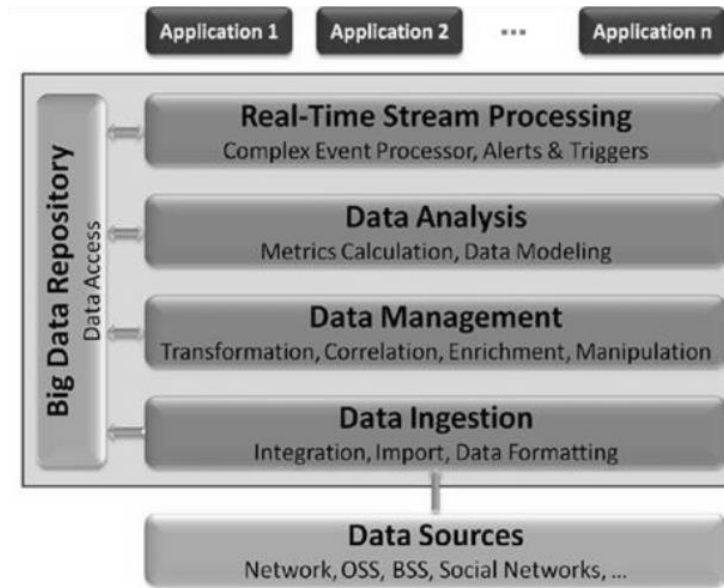 Application 1
Application 2
...
Application n
Big Data Repository
Data Access
Real-Time Stream Processing
Complex Event Processor, Alerts & Triggers
Data Analysis
Metrics Calculation, Data Modeling
Data Management
Transformation, Correlation, Enrichment, Manipulation
Data Ingestion
Integration, Import, Data Formatting
Data Sources
Network, OSS, BSS, Social Networks, ...